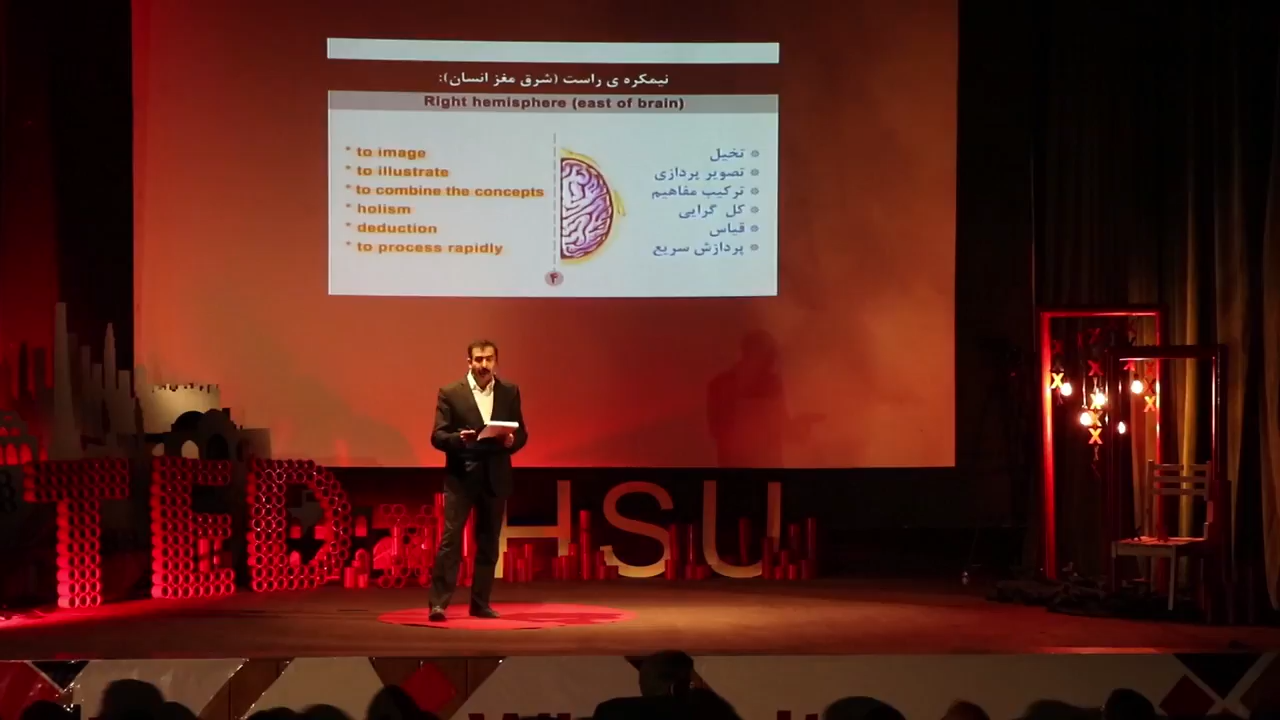 نیمکره ی راست (شرق مغز انسان):
Right hemisphere (east of brain)
* to image
* to illustrate
* to combine the concepts
* holism
* deduction
* to process rapidly
تخیل
تصویر پردازی
ترکیب مفاهیم
کل گرایی
قیاس
پردازش سریع
۴
TEDx HSU